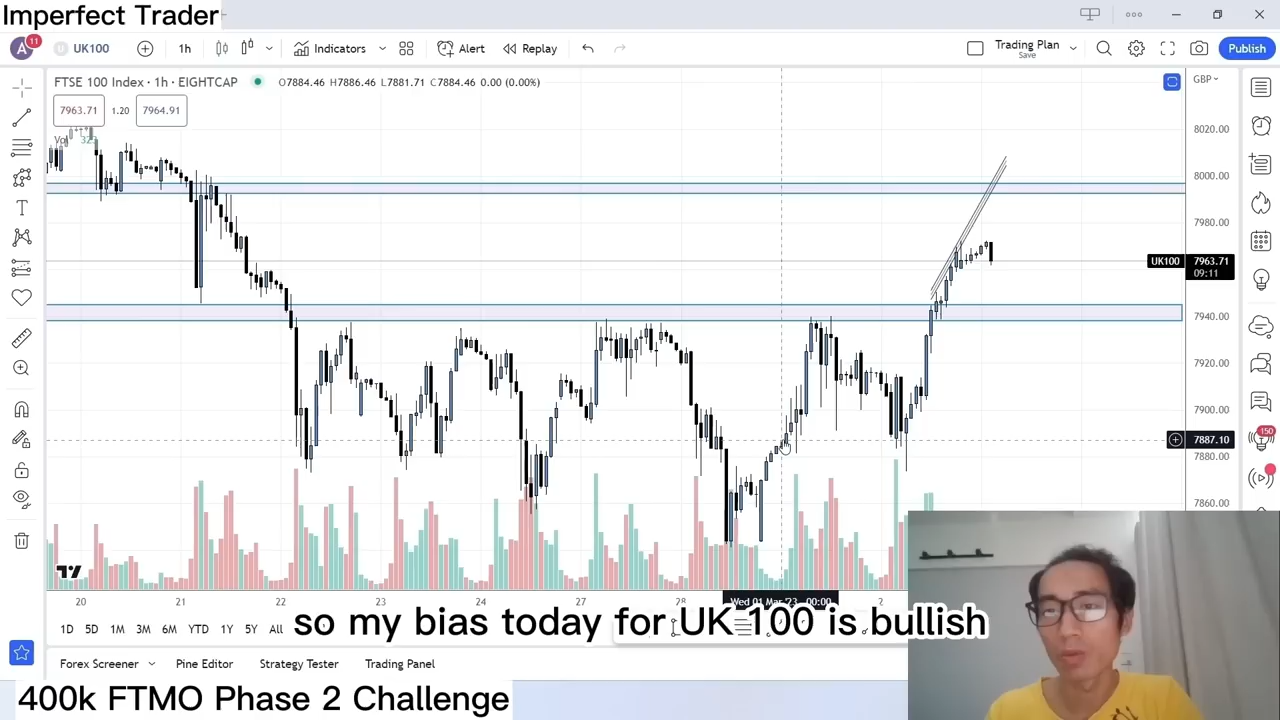 Imperfect Trader
A 11 UK100 1h Indicators Alert Replay Trading Plan Save Publish
FTSE 100 Index · 1h · EIGHTCAP O7884.46 H7886.46 L7881.71 C7884.46 0.00 (0.00%) GBP
7963.71 1.20 7964.91
Vol 323
8020.00
8000.00
7980.00
UK100 7963.71
09:11
7940.00
7920.00
7900.00
7887.10
150
7880.00
7860.00
20 21 22 23 24 27 28 Wed 01 Mar '23 00:00 2
so my bias today for UK 100 is bullish
1D 5D 1M 3M 6M YTD 1Y 5Y All
Forex Screener Pine Editor Strategy Tester Trading Panel
400k FTMO Phase 2 Challenge